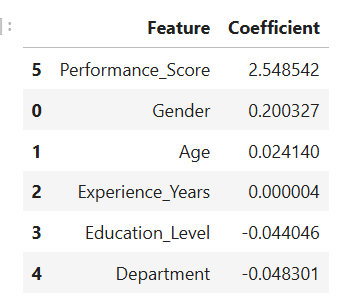 ]:
Feature Coefficient
5 Performance_Score 2.548542
0 Gender 0.200327
1 Age 0.024140
2 Experience_Years 0.000004
3 Education_Level -0.044046
4 Department -0.048301